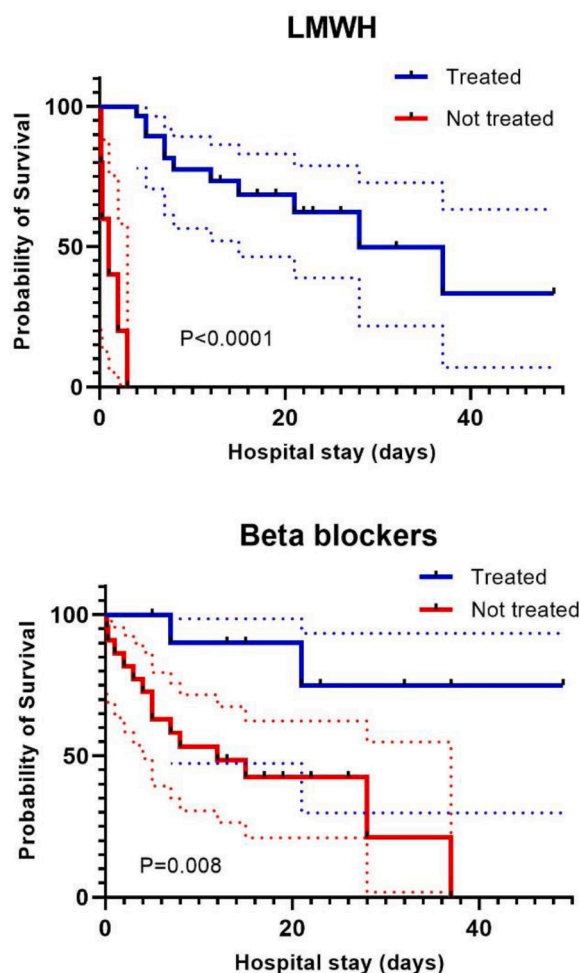 LMWH
Treated
Not treated
100
50
0
Probability of Survival
P<0.0001
0
20
40
Hospital stay (days)
Beta blockers
Treated
Not treated
100
50
0
Probability of Survival
P=0.008
0
20
40
Hospital stay (days)